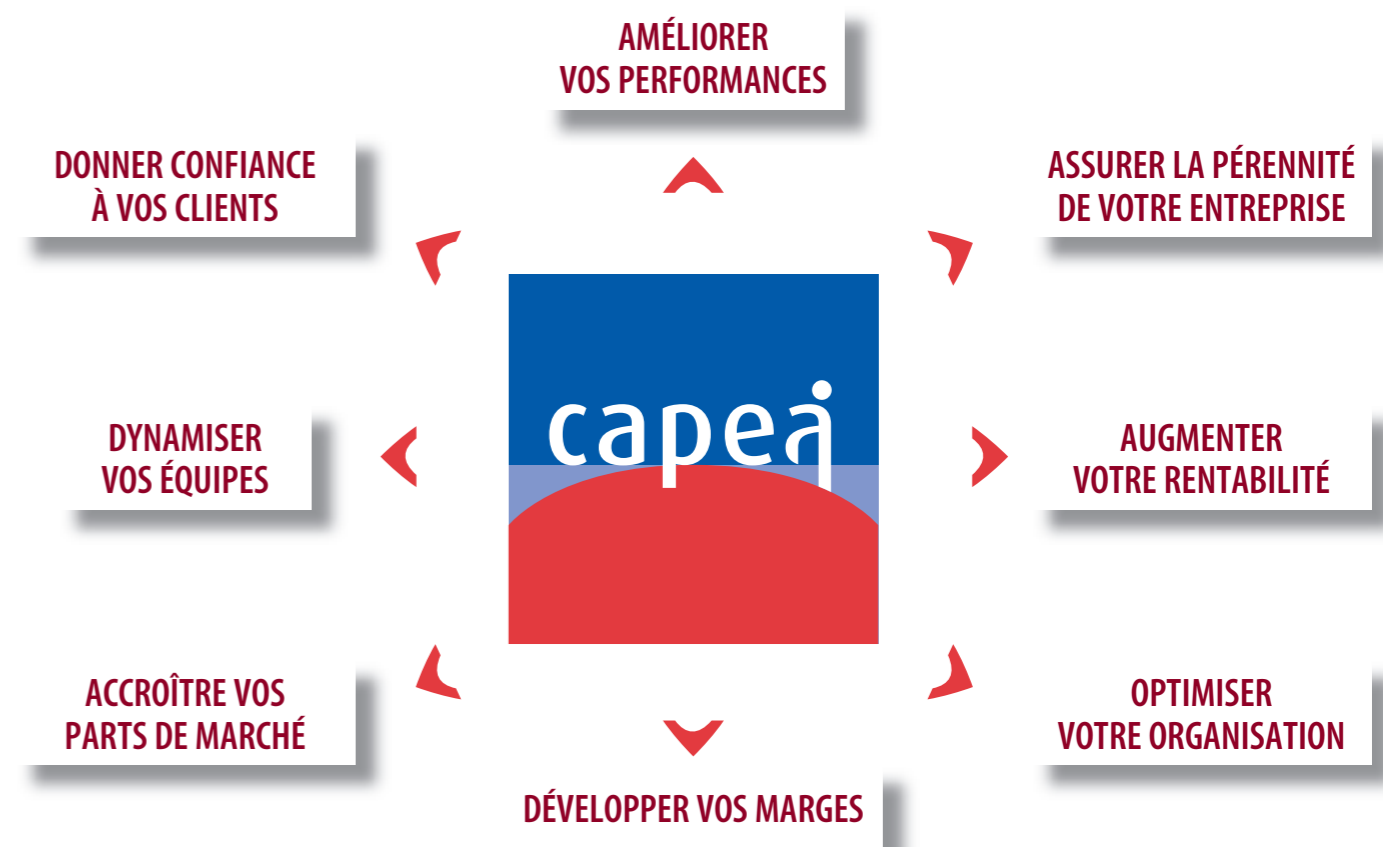 AMÉLIORER
VOS PERFORMANCES
DONNER CONFIANCE
À VOS CLIENTS
ASSURER LA PÉRENNITÉ
DE VOTRE ENTREPRISE
capea
DYNAMISER
VOS ÉQUIPES
AUGMENTER
VOTRE RENTABILITÉ
ACCROÎTRE VOS
PARTS DE MARCHÉ
OPTIMISER
VOTRE ORGANISATION
DÉVELOPPER VOS MARGES